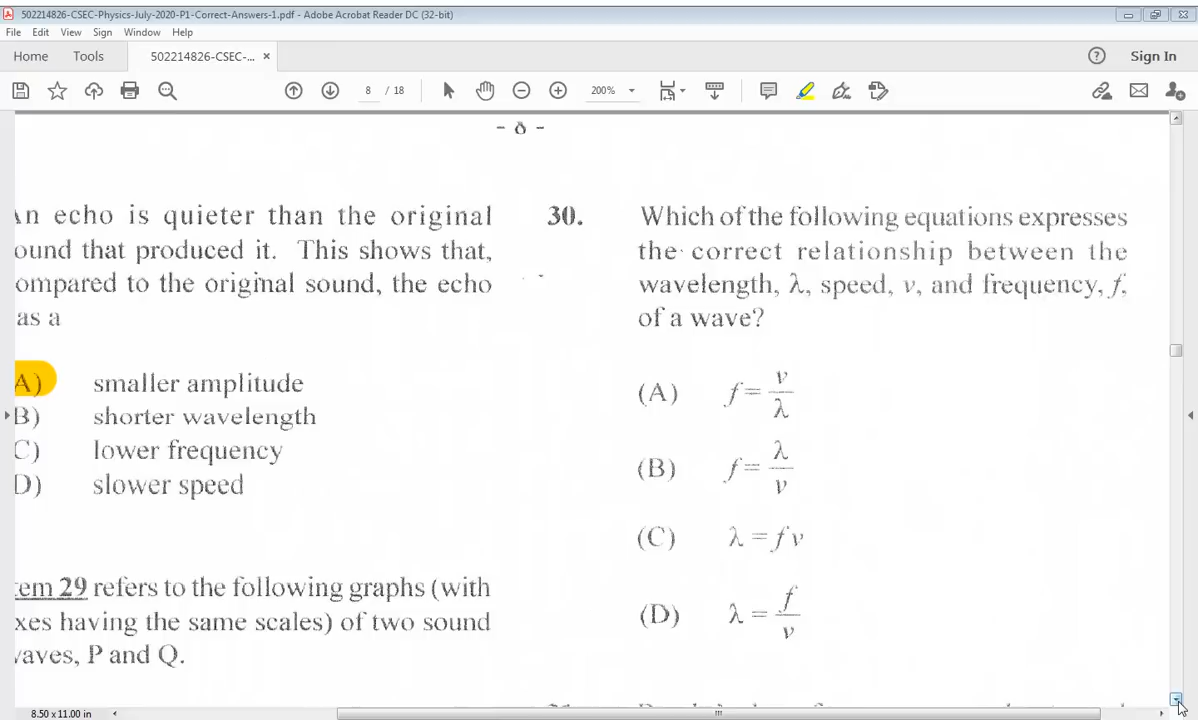 502214826-CSEC-Physics-July-2020-P1-Correct-Answers-1.pdf - Adobe Acrobat Reader DC (32-bit)
File Edit View Sign Window Help
Home Tools 502214826-CSEC-... × Sign In
8 / 18 200%
- 8 -
An echo is quieter than the original
ound that produced it. This shows that,
ompared to the original sound, the echo
as a
A) smaller amplitude
B) shorter wavelength
C) lower frequency
D) slower speed
tem 29 refers to the following graphs (with
xes having the same scales) of two sound
vaves, P and Q.
30. Which of the following equations expresses
the correct relationship between the
wavelength, λ, speed, v, and frequency, f,
of a wave?
(A) f = v/λ
(B) f = λ/v
(C) λ = f v
(D) λ = f/v
8.50 x 11.00 in